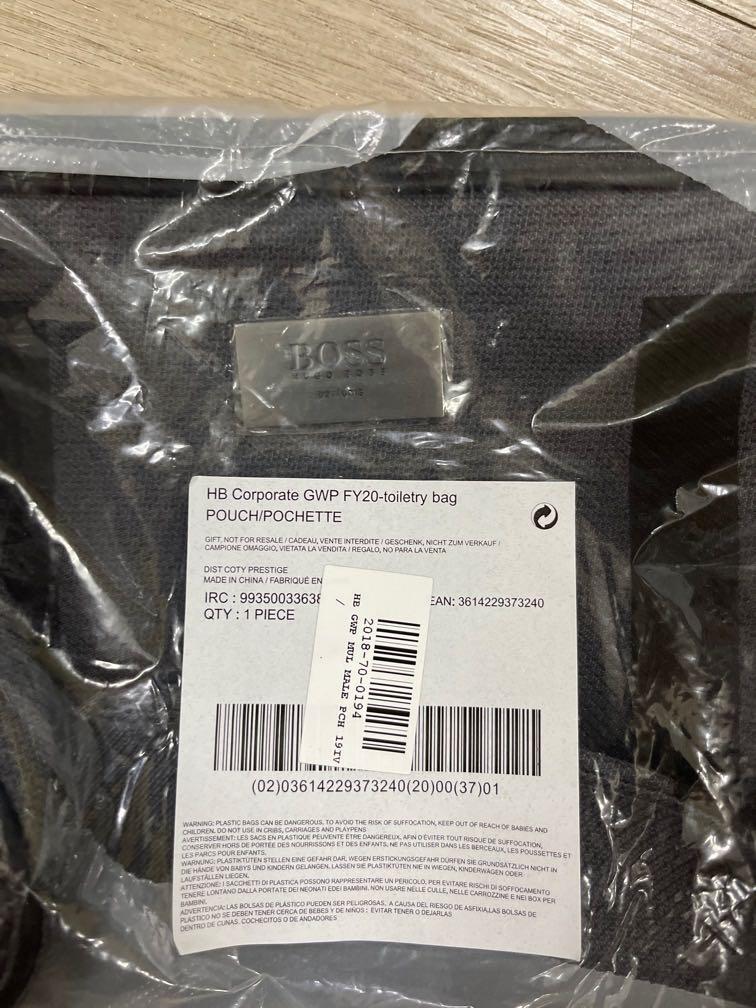 BOSS
HUGO BOSS
HB Corporate GWP FY20-toiletry bag
POUCH/POCHETTE
GIFT, NOT FOR RESALE / CADEAU, VENTE INTERDITE / GESCHENK, NICHT ZUM VERKAUF /
CAMPIONE OMAGGIO, VIETATA LA VENDITA / REGALO, NO PARA LA VENTA
DIST COTY PRESTIGE
MADE IN CHINA / FABRIQUÉ EN
IRC : 99350033638
EAN: 3614229373240
QTY : 1 PIECE
2018-70-0194
HB GWP MUL MALE PCH 19IV
/
(02)03614229373240(20)00(37)01
WARNING: PLASTIC BAGS CAN BE DANGEROUS. TO AVOID THE RISK OF SUFFOCATION, KEEP OUT OF REACH OF BABIES AND
CHILDREN. DO NOT USE IN CRIBS, CARRIAGES AND PLAYPENS
AVERTISSEMENT: LES SACS EN PLASTIQUE PEUVENTE ÊTRE DANGEREUX. AFIN D'ÉVITER TOUT RISQUE DE SUFFOCATION,
CONSERVER HORS DE PORTÉE DES NOURRISSONS ET DES ENFANTS, NE PAS UTILISER DANS LES BERCEAUX, LES POUSSETTES ET
LES PARCS POUR ENFANTS.
WARNUNG: PLASTIKTÜTEN STELLEN EINE GEFAHR DAR, WEGEN ERSTICKUNGSGEFAHR DÜRFEN SIE GRUNDSÄTZLICH NICHT IN
DIE HÄNDE VON BABYS UND KINDERN GELANGEN. LASSEN SIE PLASTIKTÜTEN NIE IN WIEGEN, KINDERWAGEN ODER
LAUFSTÄLLEN LIEGEN.
ATTENZIONE: I SACCHETTI DI PLASTICA POSSONO RAPPRESENTARE UN PERICOLO. PER EVITARE RISCHI DI SOFFOCAMENTO
TENERE LONTANO DALLA PORTATE DEI NEONATI EDEI BAMBINI. NON USARE NELLE CULLE, NELLE CARROZZINE E NEI BOX PER
BAMBINI.
ADVERTENCIA: LAS BOLSAS DE PLÁSTICO PUEDEN SER PELIGROSAS. A CAUSA DEL RIESGO DE ASFIXIA,LAS BOLSAS DE
PLÁSTICO NO SE DEBEN TENER CERCA DE BEBES Y DE NIÑOS : EVITAR TENER O DEJARLAS
DENTRO DE CUNAS, COCHECITOS O DE ANDADORES